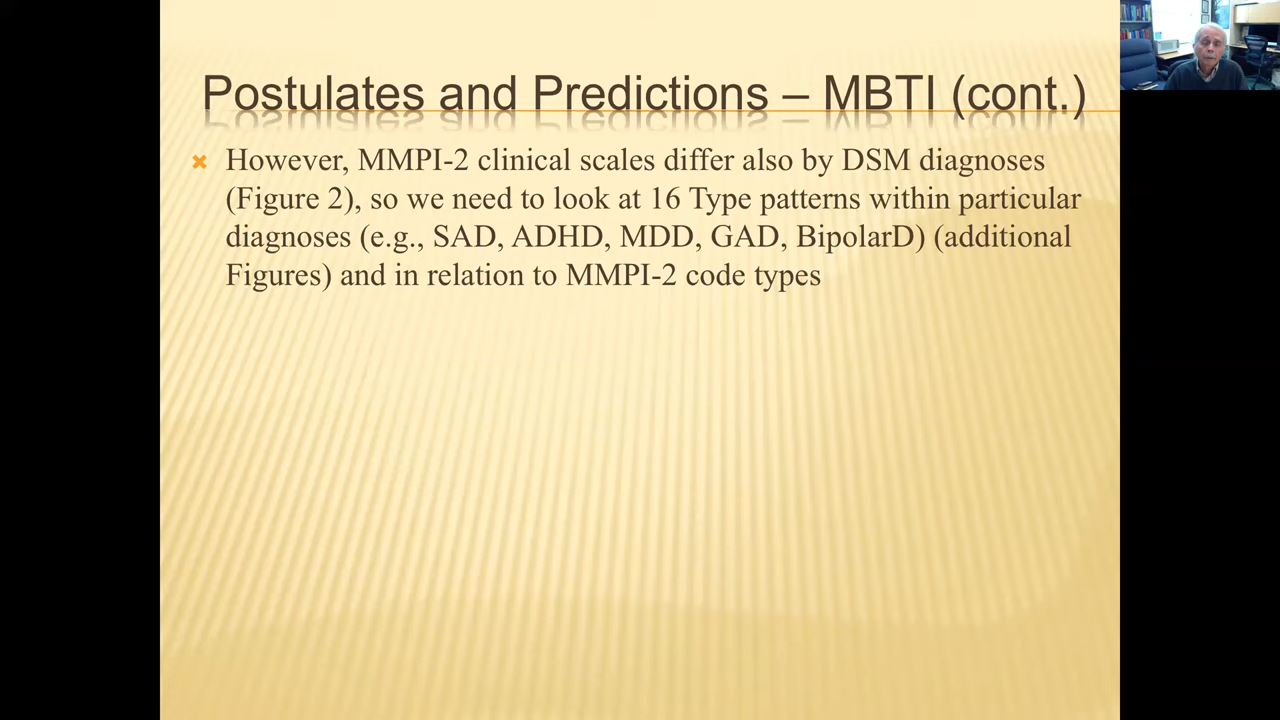 Postulates and Predictions – MBTI (cont.)
However, MMPI-2 clinical scales differ also by DSM diagnoses
(Figure 2), so we need to look at 16 Type patterns within particular
diagnoses (e.g., SAD, ADHD, MDD, GAD, BipolarD) (additional
Figures) and in relation to MMPI-2 code types